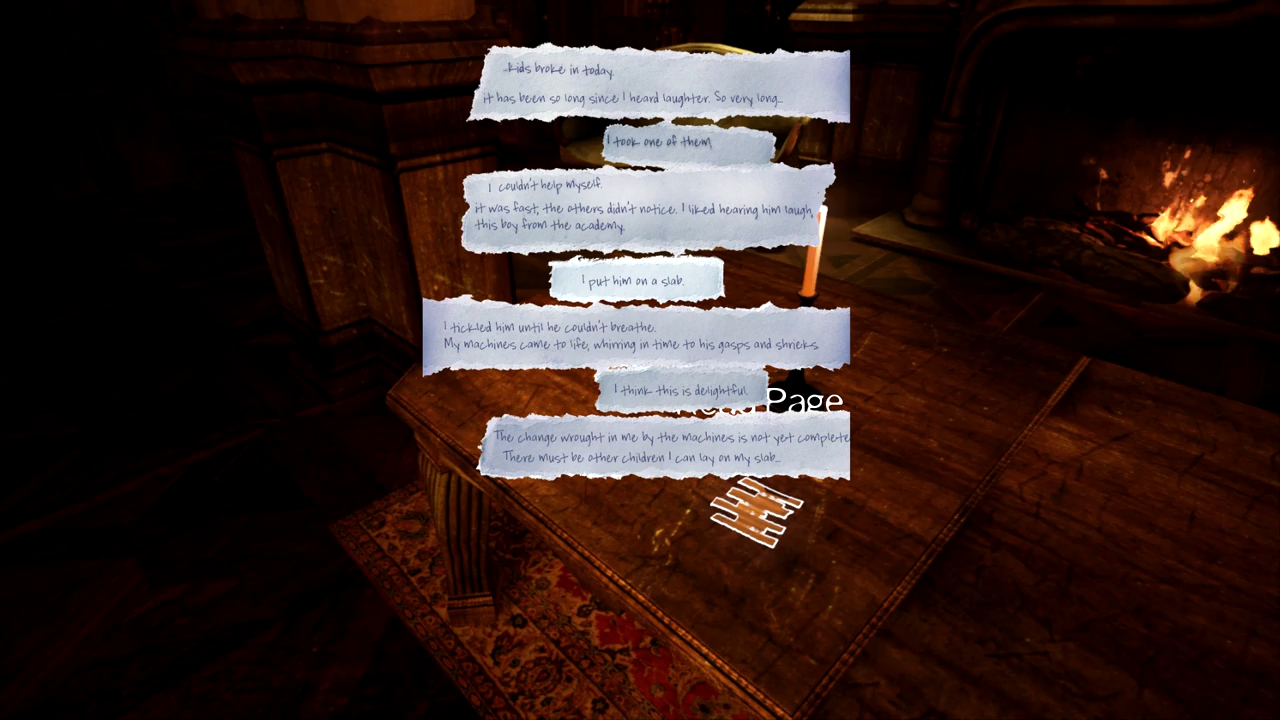 ...kids broke in today.
it has been so long since I heard laughter. So very long...
I took one of them.
I couldn't help myself.
it was fast, the others didn't notice. I liked hearing him laugh,
this boy from the academy.
I put him on a slab.
I tickled him until he couldn't breathe.
My machines came to life, whirring in time to his gasps and shrieks.
I think this is delightful.
Read Page
The change wrought in me by the machines is not yet complete
There must be other children I can lay on my slab...